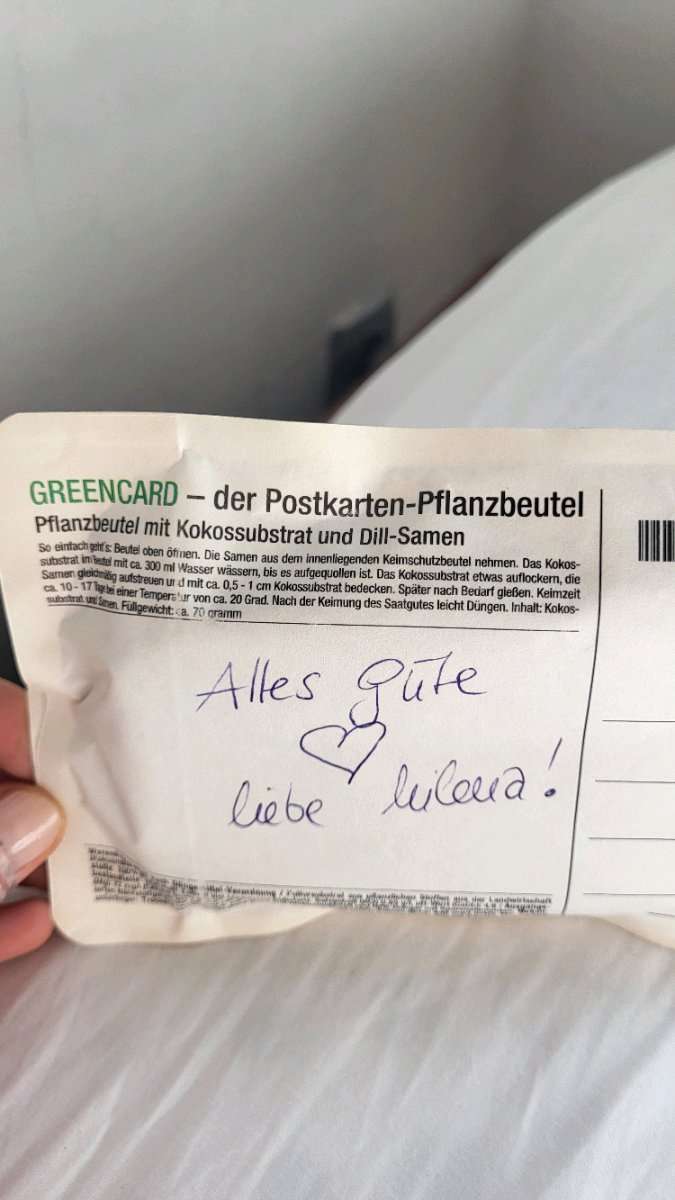 GREENCARD – der Postkarten-Pflanzbeutel
Pflanzbeutel mit Kokossubstrat und Dill-Samen
So einfach geht's: Beutel oben öffnen. Die Samen aus dem innenliegenden Keimschutzbeutel nehmen. Das Kokos-
substrat im Beutel mit ca. 300 ml Wasser wässern, bis es aufgequollen ist. Das Kokossubstrat etwas auflockern, die
Samen gleichmäßig aufstreuen und mit ca. 0,5 - 1 cm Kokossubstrat bedecken. Später nach Bedarf gießen. Keimzeit
ca. 10 - 17 Tage bei einer Temperatur von ca. 20 Grad. Nach der Keimung des Saatgutes leicht Düngen. Inhalt: Kokos-
substrat und Samen. Füllgewicht: ca. 70 gramm
Alles gute
liebe Milena!